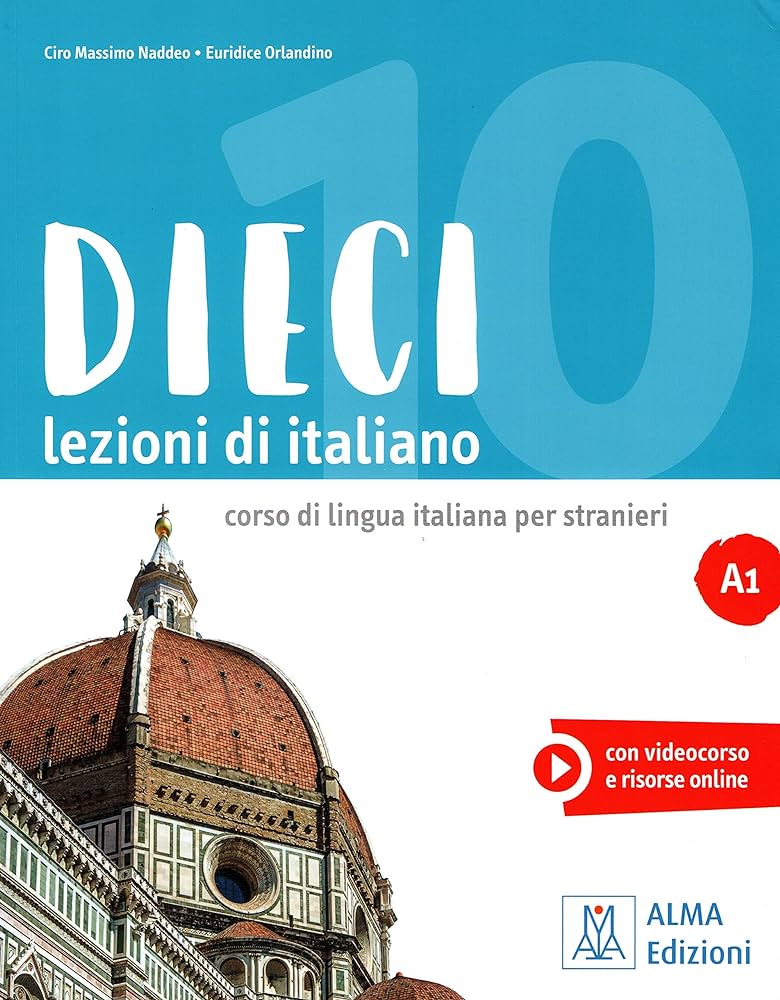 Ciro Massimo Naddeo • Euridice Orlandino
10
DIECI
lezioni di italiano
corso di lingua italiana per stranieri
A1
con videocorso
e risorse online
ALMA
Edizioni